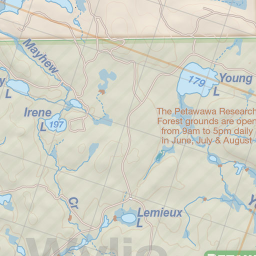 Mayhew
179
Young
L
y
L
Irene
L
197
The Petawawa Research
Forest grounds are open
from 9am to 5pm daily
in June, July & August
Cr
Lemieux
L